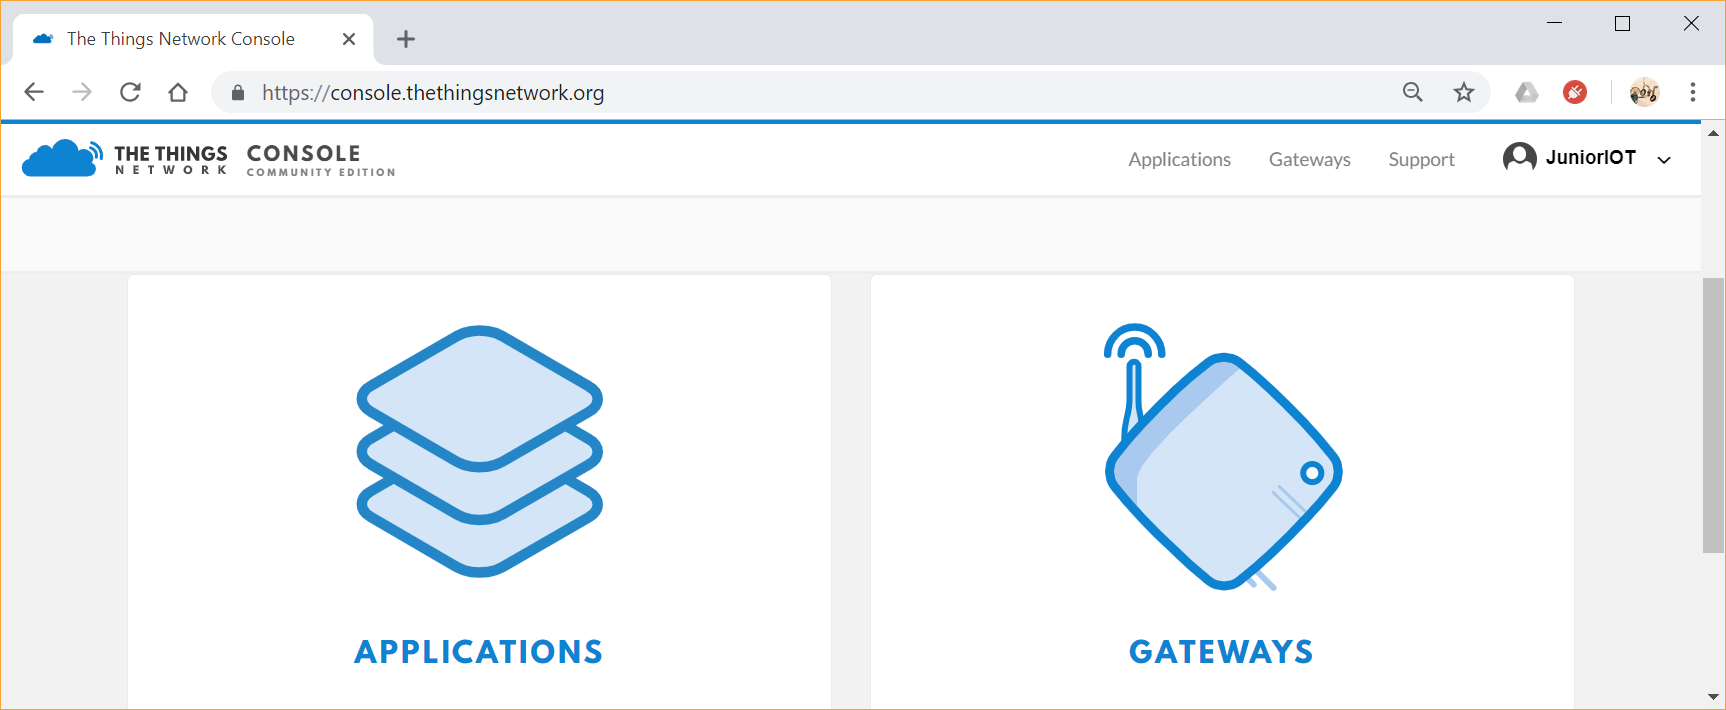 The Things Network Console
https://console.thethingsnetwork.org
THE THINGS
NETWORK
CONSOLE
COMMUNITY EDITION
Applications
Gateways
Support
JuniorIOT
APPLICATIONS
GATEWAYS